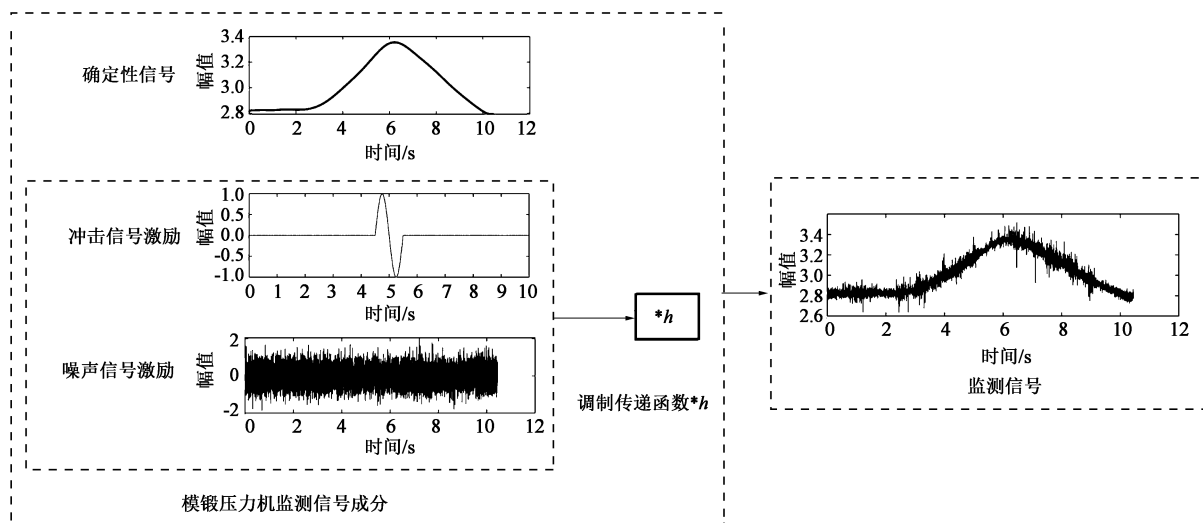 确定性信号
幅值
3.4
3.2
3.0
2.8
0 2 4 6 8 10 12
时间/s
冲击信号激励
幅值
1.0
0.5
0.0
-0.5
-1.0
0 1 2 3 4 5 6 7 8 9 10
时间/s
噪声信号激励
幅值
2
0
-2
0 2 4 6 8 10 12
时间/s
模锻压力机监测信号成分
*h
调制传递函数*h
幅值
3.4
3.2
3.0
2.8
2.6
0 2 4 6 8 10 12
时间/s
监测信号